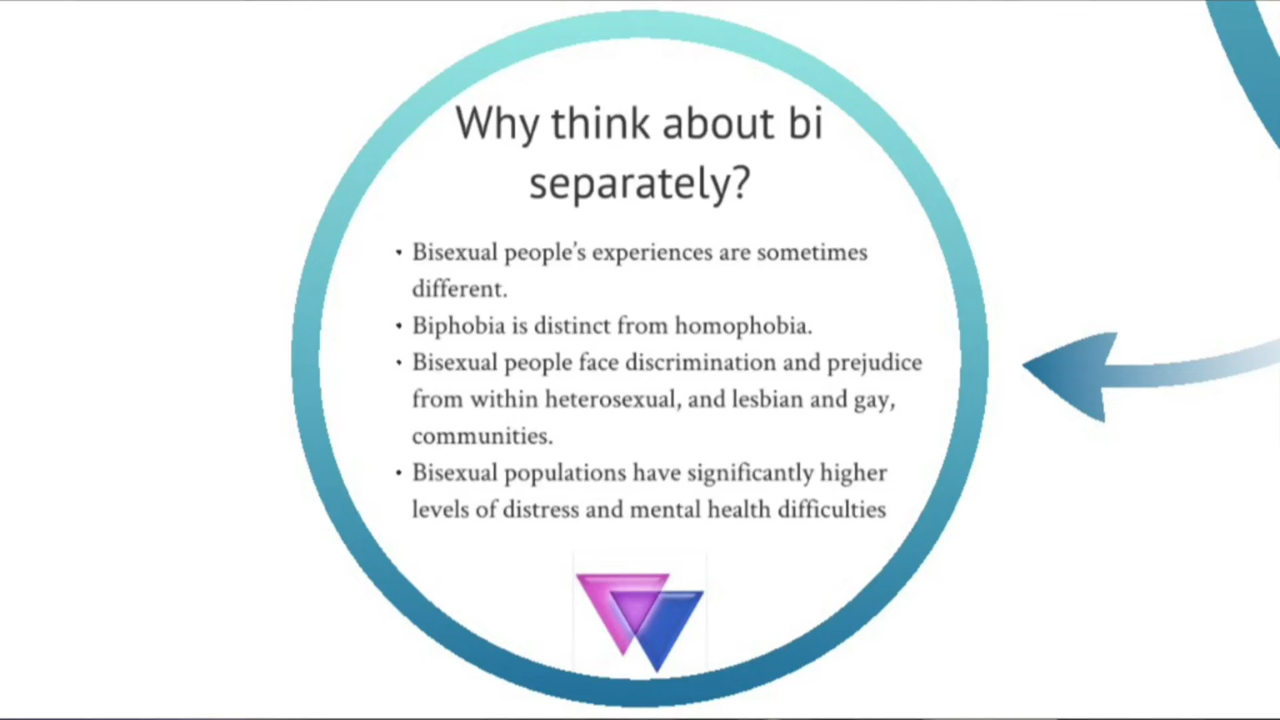 Why think about bi
separately?
• Bisexual people's experiences are sometimes
different.
• Biphobia is distinct from homophobia.
• Bisexual people face discrimination and prejudice
from within heterosexual, and lesbian and gay,
communities.
• Bisexual populations have significantly higher
levels of distress and mental health difficulties